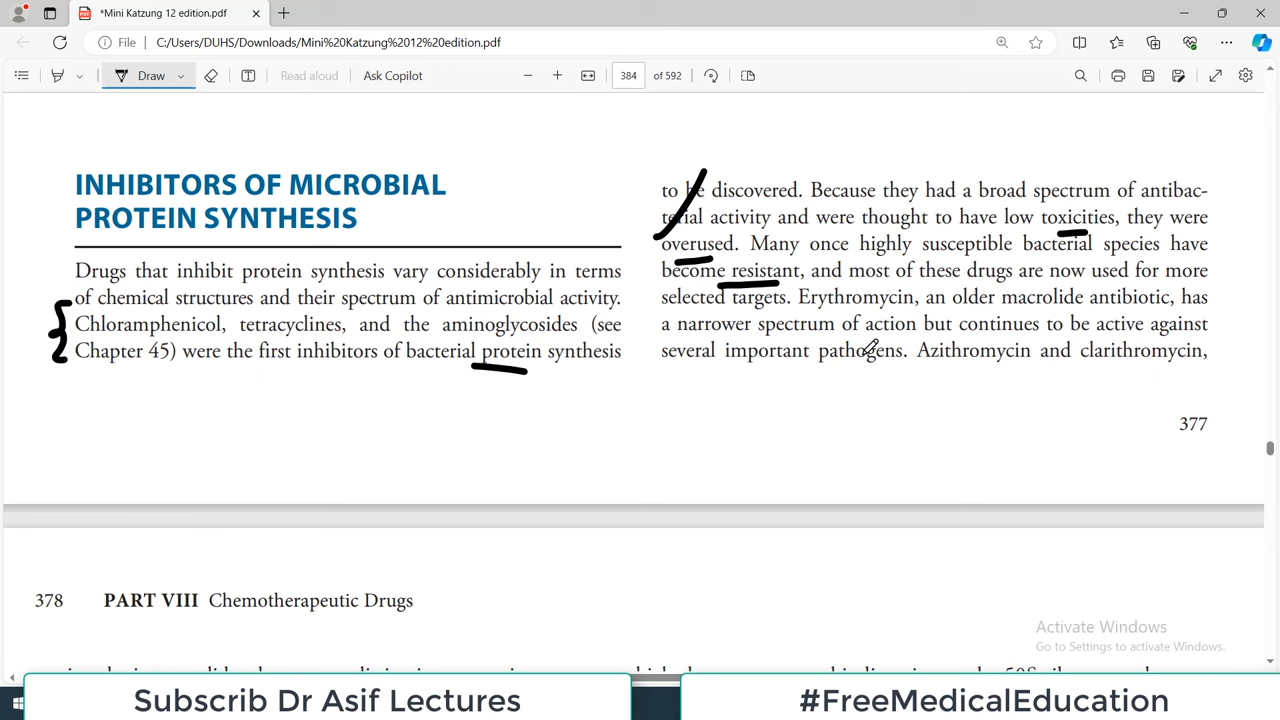 *Mini Katzung 12 edition.pdf
File
C:/Users/DUHS/Downloads/Mini%20Katzung%2012%20edition.pdf
Draw
Read aloud
Ask Copilot
384 of 592
INHIBITORS OF MICROBIAL
PROTEIN SYNTHESIS
Drugs that inhibit protein synthesis vary considerably in terms
of chemical structures and their spectrum of antimicrobial activity.
Chloramphenicol, tetracyclines, and the aminoglycosides (see
Chapter 45) were the first inhibitors of bacterial protein synthesis
to be discovered. Because they had a broad spectrum of antibac-
terial activity and were thought to have low toxicities, they were
overused. Many once highly susceptible bacterial species have
become resistant, and most of these drugs are now used for more
selected targets. Erythromycin, an older macrolide antibiotic, has
a narrower spectrum of action but continues to be active against
several important pathogens. Azithromycin and clarithromycin,
377
378 PART VIII Chemotherapeutic Drugs
Activate Windows
Go to Settings to activate Windows.
Subscrib Dr Asif Lectures
#FreeMedicalEducation